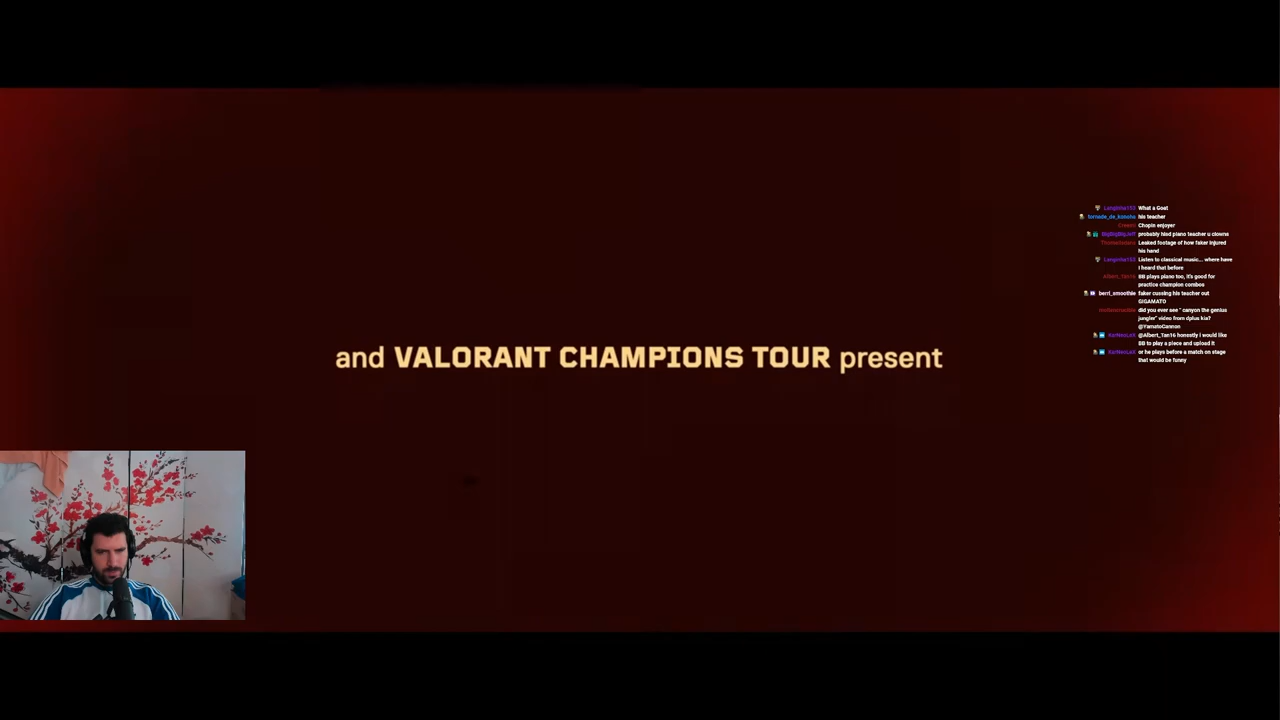 and VALORANT CHAMPIONS TOUR present
What a Goat
his teacher
Chopin enjoyer
probably hied piano teacher u clowns
Leaked footage of how faker injured
his hand
Listen to classical music... where have
I heard that before
Albert_Tan16 BB plays piano too, it's good for
practice champion combos
berri_smoothie faker cussing his teacher out
GIGAMATO
did you ever see " canyon the genius
jungler" video from dplus kia?
@YamatoCannon
@Albert_Tan16 honestly i would like
BB to play a piece and upload it
or he plays before a match on stage
that would be funny